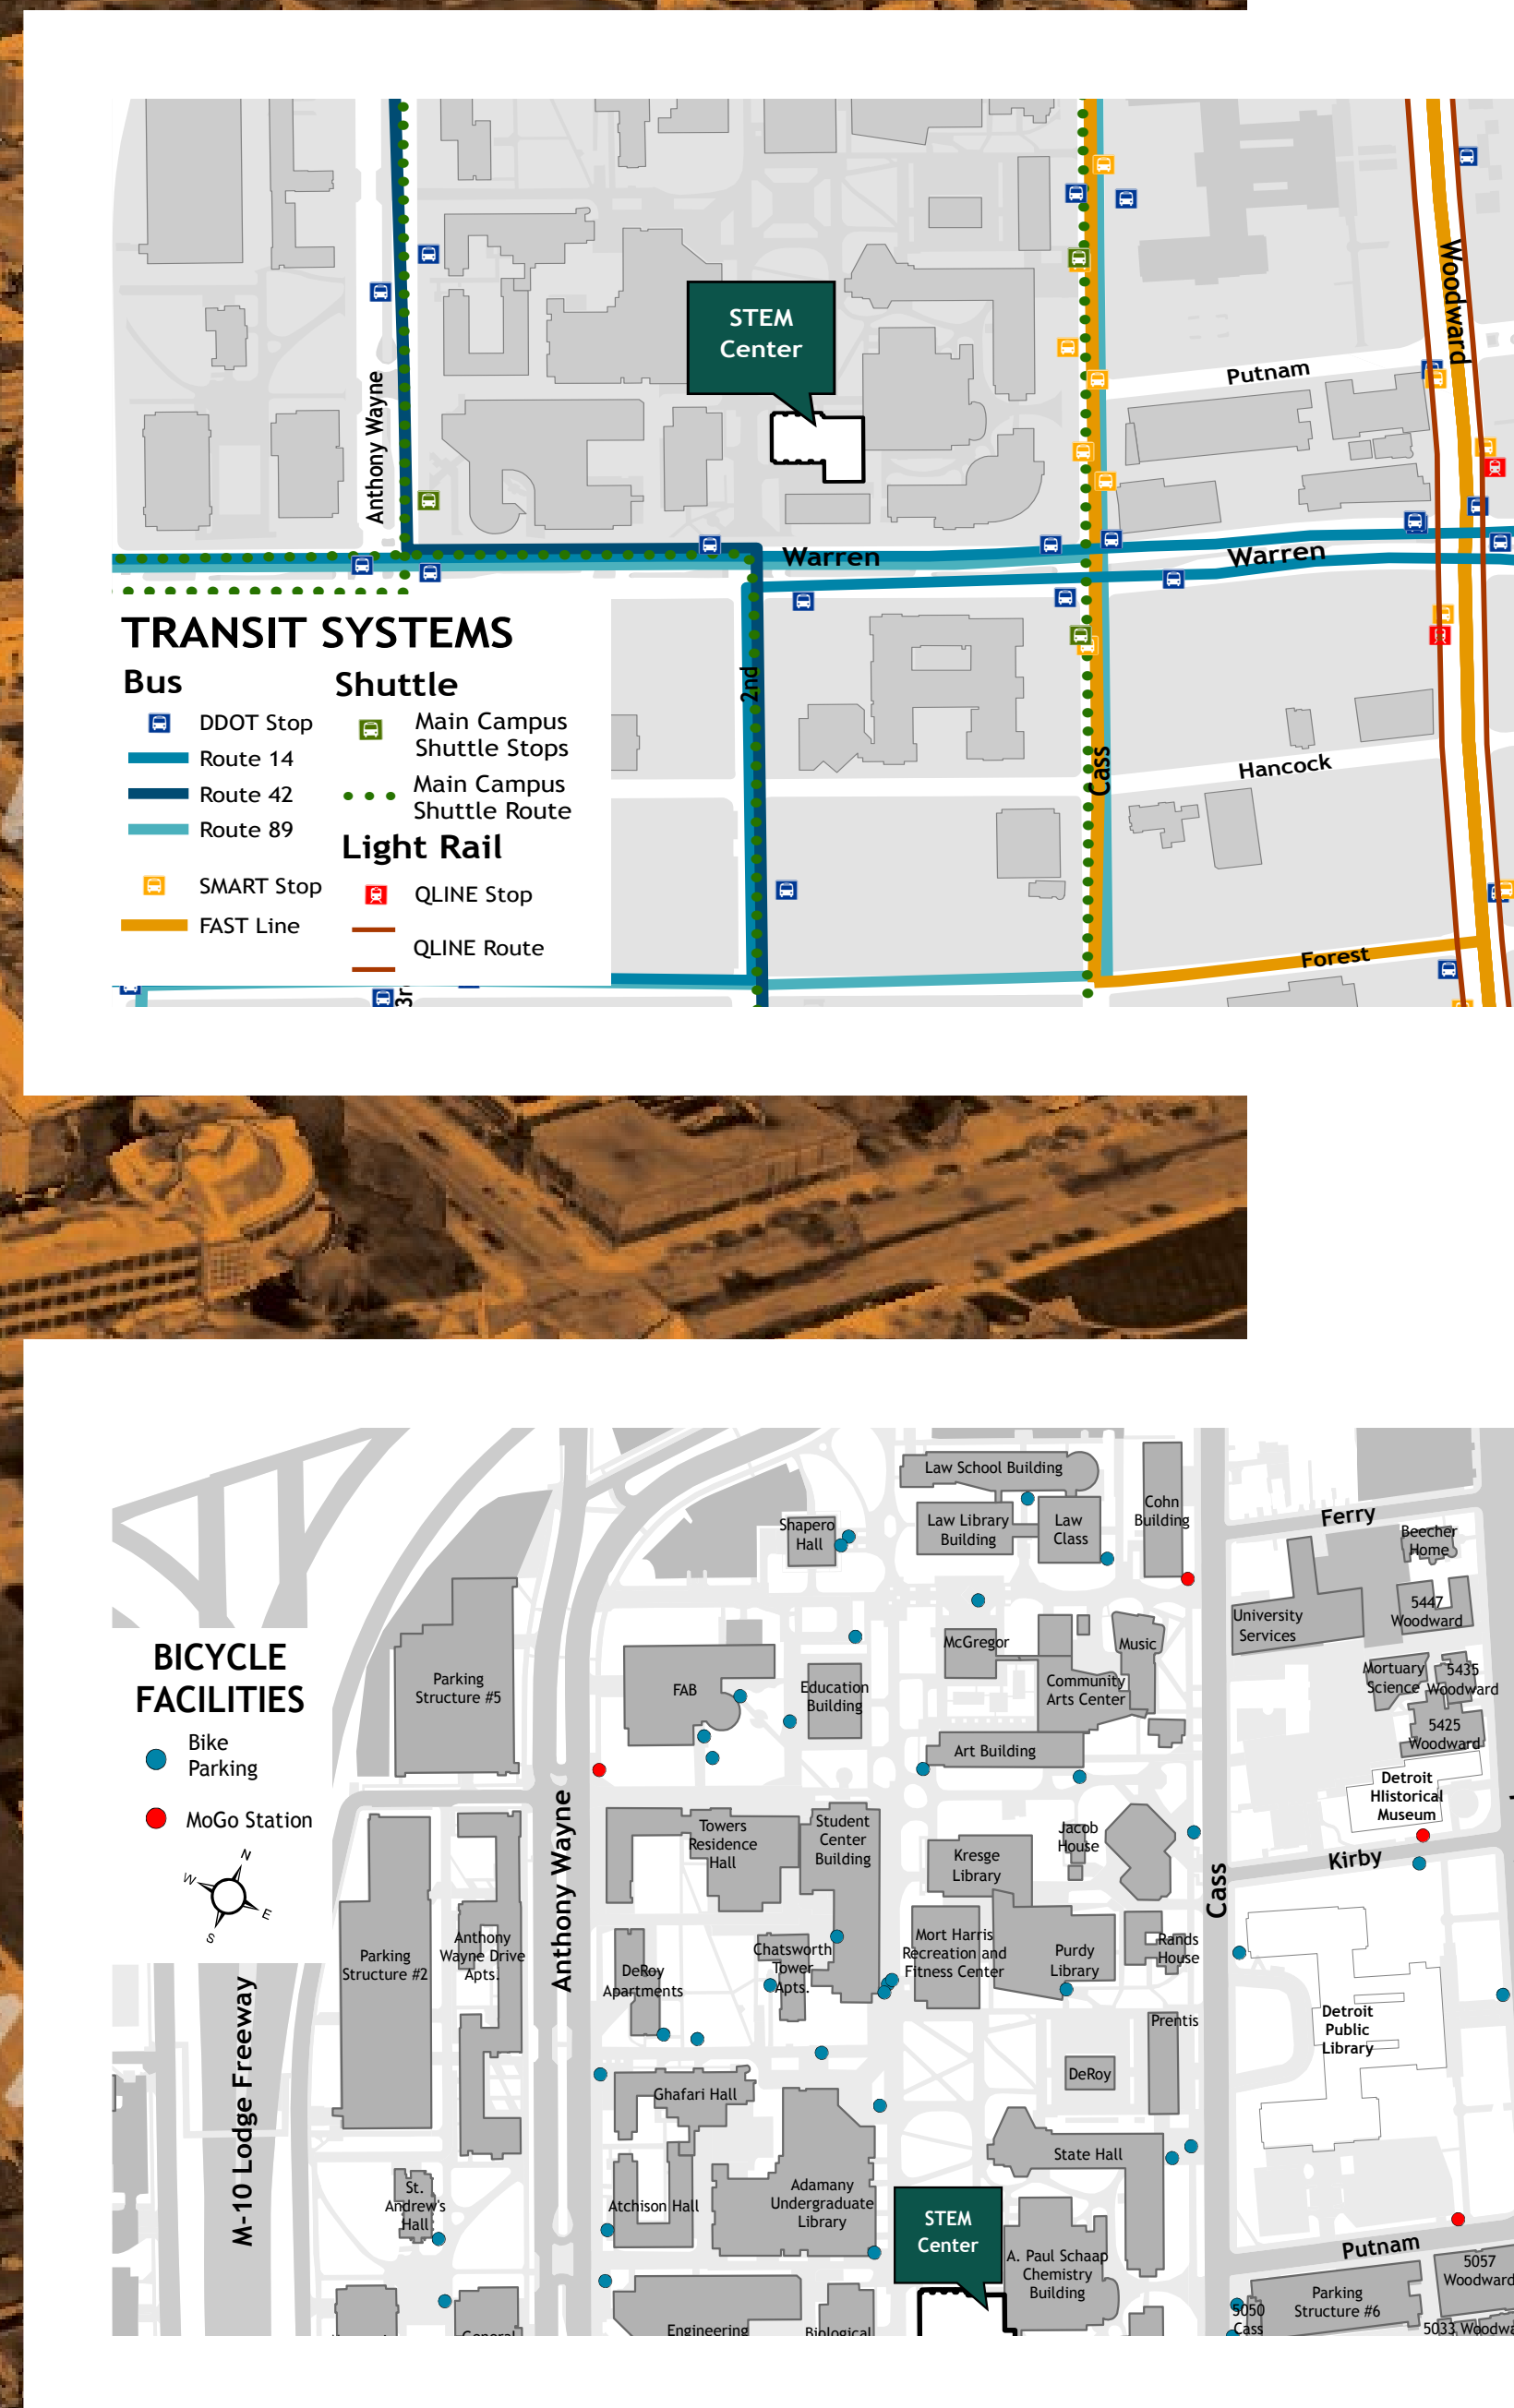 STEM
Center
Anthony Wayne
Woodward
Putnam
Warren
Warren
2nd
Cass
Hancock
Forest
TRANSIT SYSTEMS
Bus
DDOT Stop
Route 14
Route 42
Route 89
SMART Stop
FAST Line
Shuttle
Main Campus
Shuttle Stops
Main Campus
Shuttle Route
Light Rail
QLINE Stop
QLINE Route
3r
Law School Building
Law Library
Building
Law
Class
Cohn
Building
Shapero
Hall
Ferry
Beecher
Home
University
Services
5447
Woodward
Mortuary
Science
5435
Woodward
5425
Woodward
Detroit
HIistorical
Museum
Kirby
BICYCLE
FACILITIES
Bike
Parking
MoGo Station
N
W
E
S
Parking
Structure #5
FAB
Education
Building
McGregor
Music
Community
Arts Center
Art Building
Anthony Wayne
Towers
Residence
Hall
Student
Center
Building
Kresge
Library
Jacob
House
Cass
Parking
Structure #2
Anthony
Wayne Drive
Apts.
DeRoy
Apartments
Chatsworth
Tower
Apts.
Mort Harris
Recreation and
Fitness Center
Purdy
Library
Rands
House
Prentis
Detroit
Public
Library
DeRoy
M-10 Lodge Freeway
Ghafari Hall
State Hall
St.
Andrew's
Hall
Atchison Hall
Adamany
Undergraduate
Library
STEM
Center
A. Paul Schaap
Chemistry
Building
Putnam
5057
Woodward
Parking
Structure #6
5050
Cass
5033 Woodwa
General
Engineering
Biological